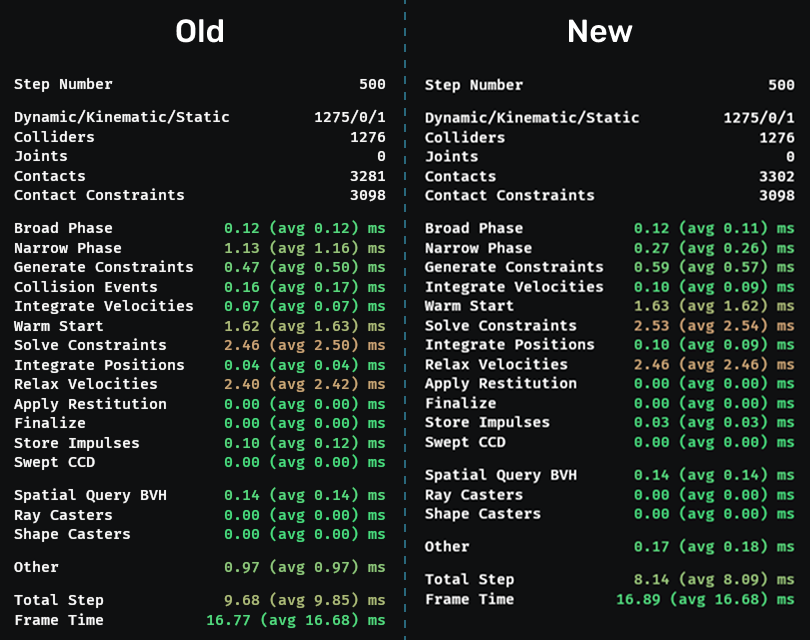 Old
Step Number 500
Dynamic/Kinematic/Static 1275/0/1
Colliders 1276
Joints 0
Contacts 3281
Contact Constraints 3098
Broad Phase 0.12 (avg 0.12) ms
Narrow Phase 1.13 (avg 1.16) ms
Generate Constraints 0.47 (avg 0.50) ms
Collision Events 0.16 (avg 0.17) ms
Integrate Velocities 0.07 (avg 0.07) ms
Warm Start 1.62 (avg 1.63) ms
Solve Constraints 2.46 (avg 2.50) ms
Integrate Positions 0.04 (avg 0.04) ms
Relax Velocities 2.40 (avg 2.42) ms
Apply Restitution 0.00 (avg 0.00) ms
Finalize 0.00 (avg 0.00) ms
Store Impulses 0.10 (avg 0.12) ms
Swept CCD 0.00 (avg 0.00) ms
Spatial Query BVH 0.14 (avg 0.14) ms
Ray Casters 0.00 (avg 0.00) ms
Shape Casters 0.00 (avg 0.00) ms
Other 0.97 (avg 0.97) ms
Total Step 9.68 (avg 9.85) ms
Frame Time 16.77 (avg 16.68) ms
New
Step Number 500
Dynamic/Kinematic/Static 1275/0/1
Colliders 1276
Joints 0
Contacts 3302
Contact Constraints 3098
Broad Phase 0.12 (avg 0.11) ms
Narrow Phase 0.27 (avg 0.26) ms
Generate Constraints 0.59 (avg 0.57) ms
Integrate Velocities 0.10 (avg 0.09) ms
Warm Start 1.63 (avg 1.62) ms
Solve Constraints 2.53 (avg 2.54) ms
Integrate Positions 0.10 (avg 0.09) ms
Relax Velocities 2.46 (avg 2.46) ms
Apply Restitution 0.00 (avg 0.00) ms
Finalize 0.00 (avg 0.00) ms
Store Impulses 0.03 (avg 0.03) ms
Swept CCD 0.00 (avg 0.00) ms
Spatial Query BVH 0.14 (avg 0.14) ms
Ray Casters 0.00 (avg 0.00) ms
Shape Casters 0.00 (avg 0.00) ms
Other 0.17 (avg 0.18) ms
Total Step 8.14 (avg 8.09) ms
Frame Time 16.89 (avg 16.68) ms